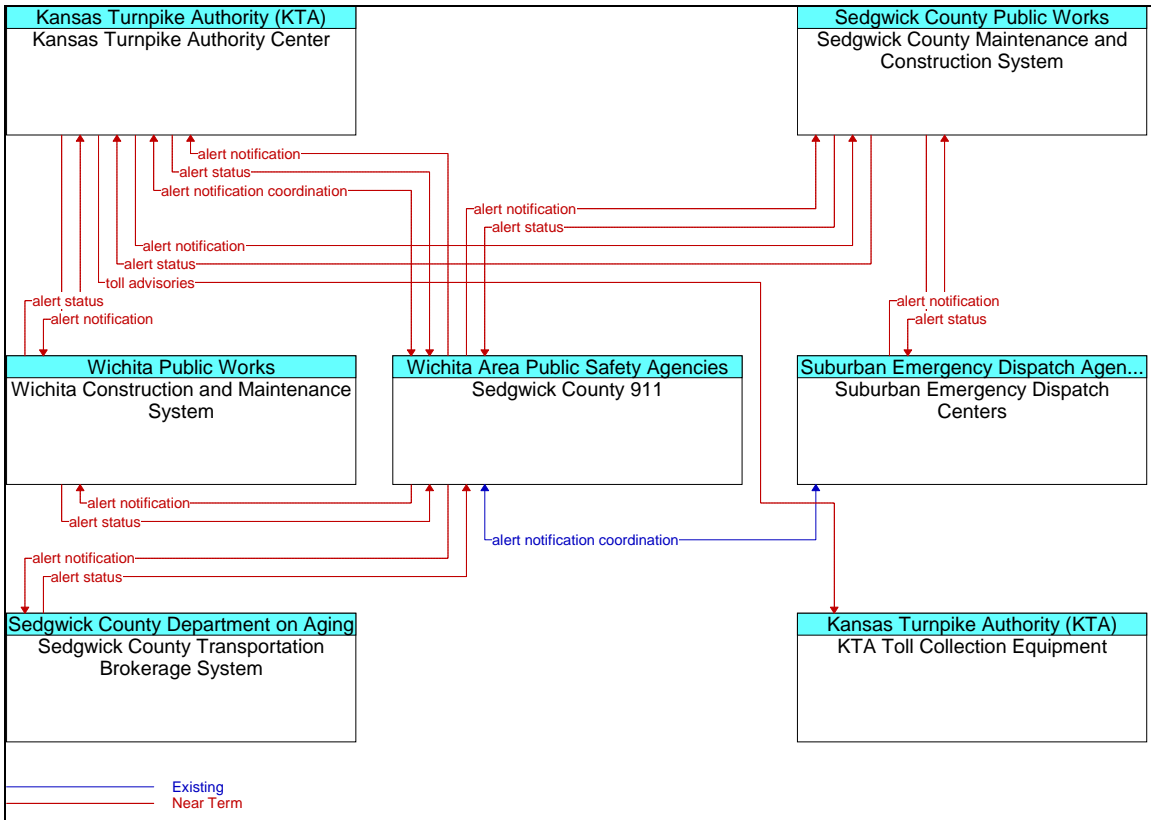 Kansas Turnpike Authority (KTA)
Kansas Turnpike Authority Center
Sedgwick County Public Works
Sedgwick County Maintenance and
Construction System
alert notification
alert status
alert notification coordination
alert notification
alert status
alert notification
alert status
toll advisories
alert status
alert notification
alert notification
alert status
Wichita Public Works
Wichita Construction and Maintenance
System
Wichita Area Public Safety Agencies
Sedgwick County 911
Suburban Emergency Dispatch Agen...
Suburban Emergency Dispatch
Centers
alert notification
alert status
alert notification coordination
alert notification
alert status
Sedgwick County Department on Aging
Sedgwick County Transportation
Brokerage System
Kansas Turnpike Authority (KTA)
KTA Toll Collection Equipment
Existing
Near Term